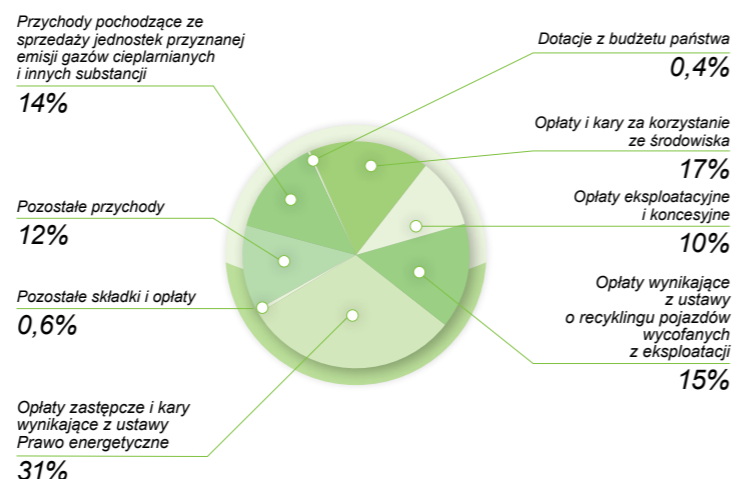 Przychody pochodzące ze
sprzedaży jednostek przyznanej
emisji gazów cieplarnianych
i innych substancji
14%
Pozostałe przychody
12%
Pozostałe składki i opłaty
0,6%
Opłaty zastępcze i kary
wynikające z ustawy
Prawo energetyczne
31%
Dotacje z budżetu państwa
0,4%
Opłaty i kary za korzystanie
ze środowiska
17%
Opłaty eksploatacyjne
i koncesyjne
10%
Opłaty wynikające
z ustawy
o recyklingu pojazdów
wycofanych
z eksploatacji
15%